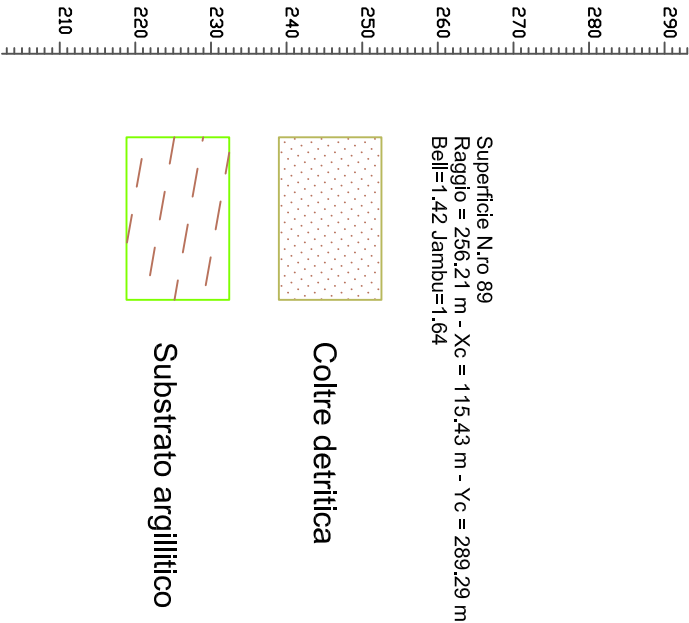 290
280
270
260
250
240
230
220
210
Superficie N.ro 89
Raggio = 256.21 m - Xc = 115.43 m - Yc = 289.29 m
Bell=1.42 Jambu=1.64
Coltre detritica
Substrato argillitico